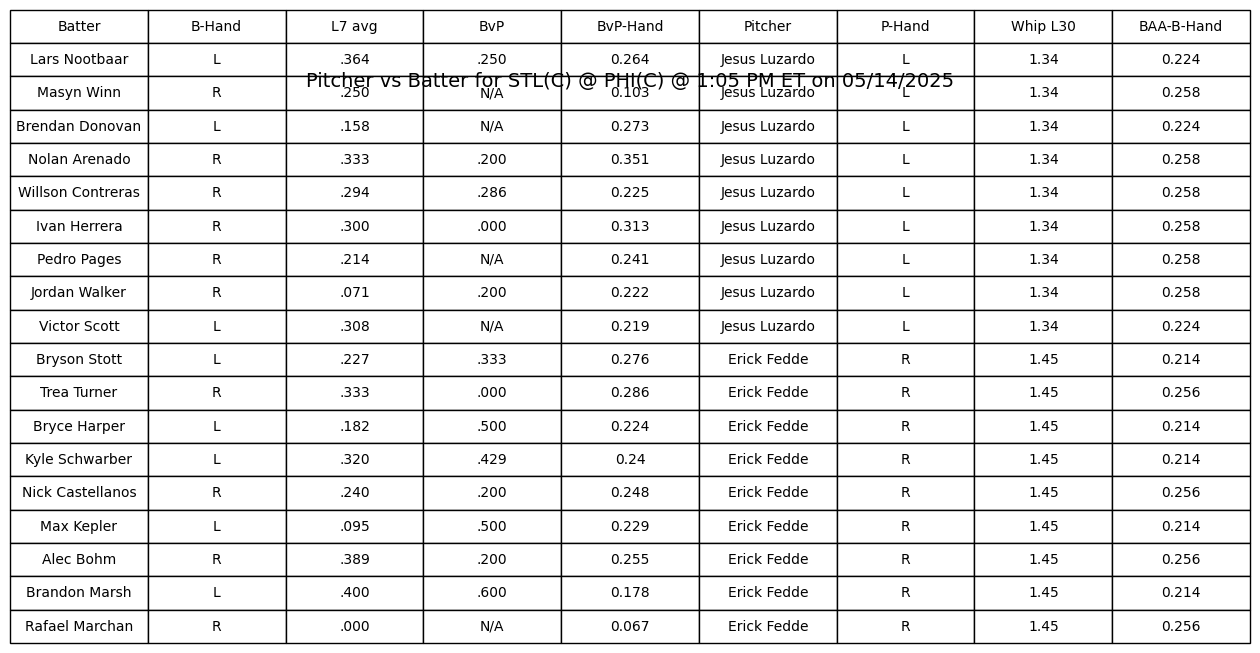 Batter B-Hand L7 avg BvP BvP-Hand Pitcher P-Hand Whip L30 BAA-B-Hand
Lars Nootbaar L .364 .250 0.264 Jesus Luzardo L 1.34 0.224
Pitcher vs Batter for STL(C) @ PHI(C) @ 1:05 PM ET on 05/14/2025
Masyn Winn R .250 N/A 0.103 Jesus Luzardo L 1.34 0.258
Brendan Donovan L .158 N/A 0.273 Jesus Luzardo L 1.34 0.224
Nolan Arenado R .333 .200 0.351 Jesus Luzardo L 1.34 0.258
Willson Contreras R .294 .286 0.225 Jesus Luzardo L 1.34 0.258
Ivan Herrera R .300 .000 0.313 Jesus Luzardo L 1.34 0.258
Pedro Pages R .214 N/A 0.241 Jesus Luzardo L 1.34 0.258
Jordan Walker R .071 .200 0.222 Jesus Luzardo L 1.34 0.258
Victor Scott L .308 N/A 0.219 Jesus Luzardo L 1.34 0.224
Bryson Stott L .227 .333 0.276 Erick Fedde R 1.45 0.214
Trea Turner R .333 .000 0.286 Erick Fedde R 1.45 0.256
Bryce Harper L .182 .500 0.224 Erick Fedde R 1.45 0.214
Kyle Schwarber L .320 .429 0.24 Erick Fedde R 1.45 0.214
Nick Castellanos R .240 .200 0.248 Erick Fedde R 1.45 0.256
Max Kepler L .095 .500 0.229 Erick Fedde R 1.45 0.214
Alec Bohm R .389 .200 0.255 Erick Fedde R 1.45 0.256
Brandon Marsh L .400 .600 0.178 Erick Fedde R 1.45 0.214
Rafael Marchan R .000 N/A 0.067 Erick Fedde R 1.45 0.256